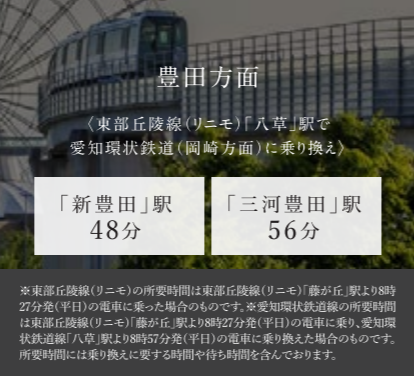 豊田方面
〈東部丘陵線(リニモ)「八草」駅で
愛知環状鉄道(岡崎方面)に乗り換え〉
「新豊田」駅
48分
「三河豊田」駅
56分
※東部丘陵線(リニモ)の所要時間は東部丘陵線(リニモ)「藤が丘」駅より8時
27分発(平日)の電車に乗った場合のものです。※愛知環状鉄道線の所要時間
は東部丘陵線(リニモ)「藤が丘」駅より8時27分発(平日)の電車に乗り、愛知環
状鉄道線「八草」駅より8時57分発(平日)の電車に乗り換えた場合のものです。
所要時間には乗り換えに要する時間や待ち時間を含んでおります。